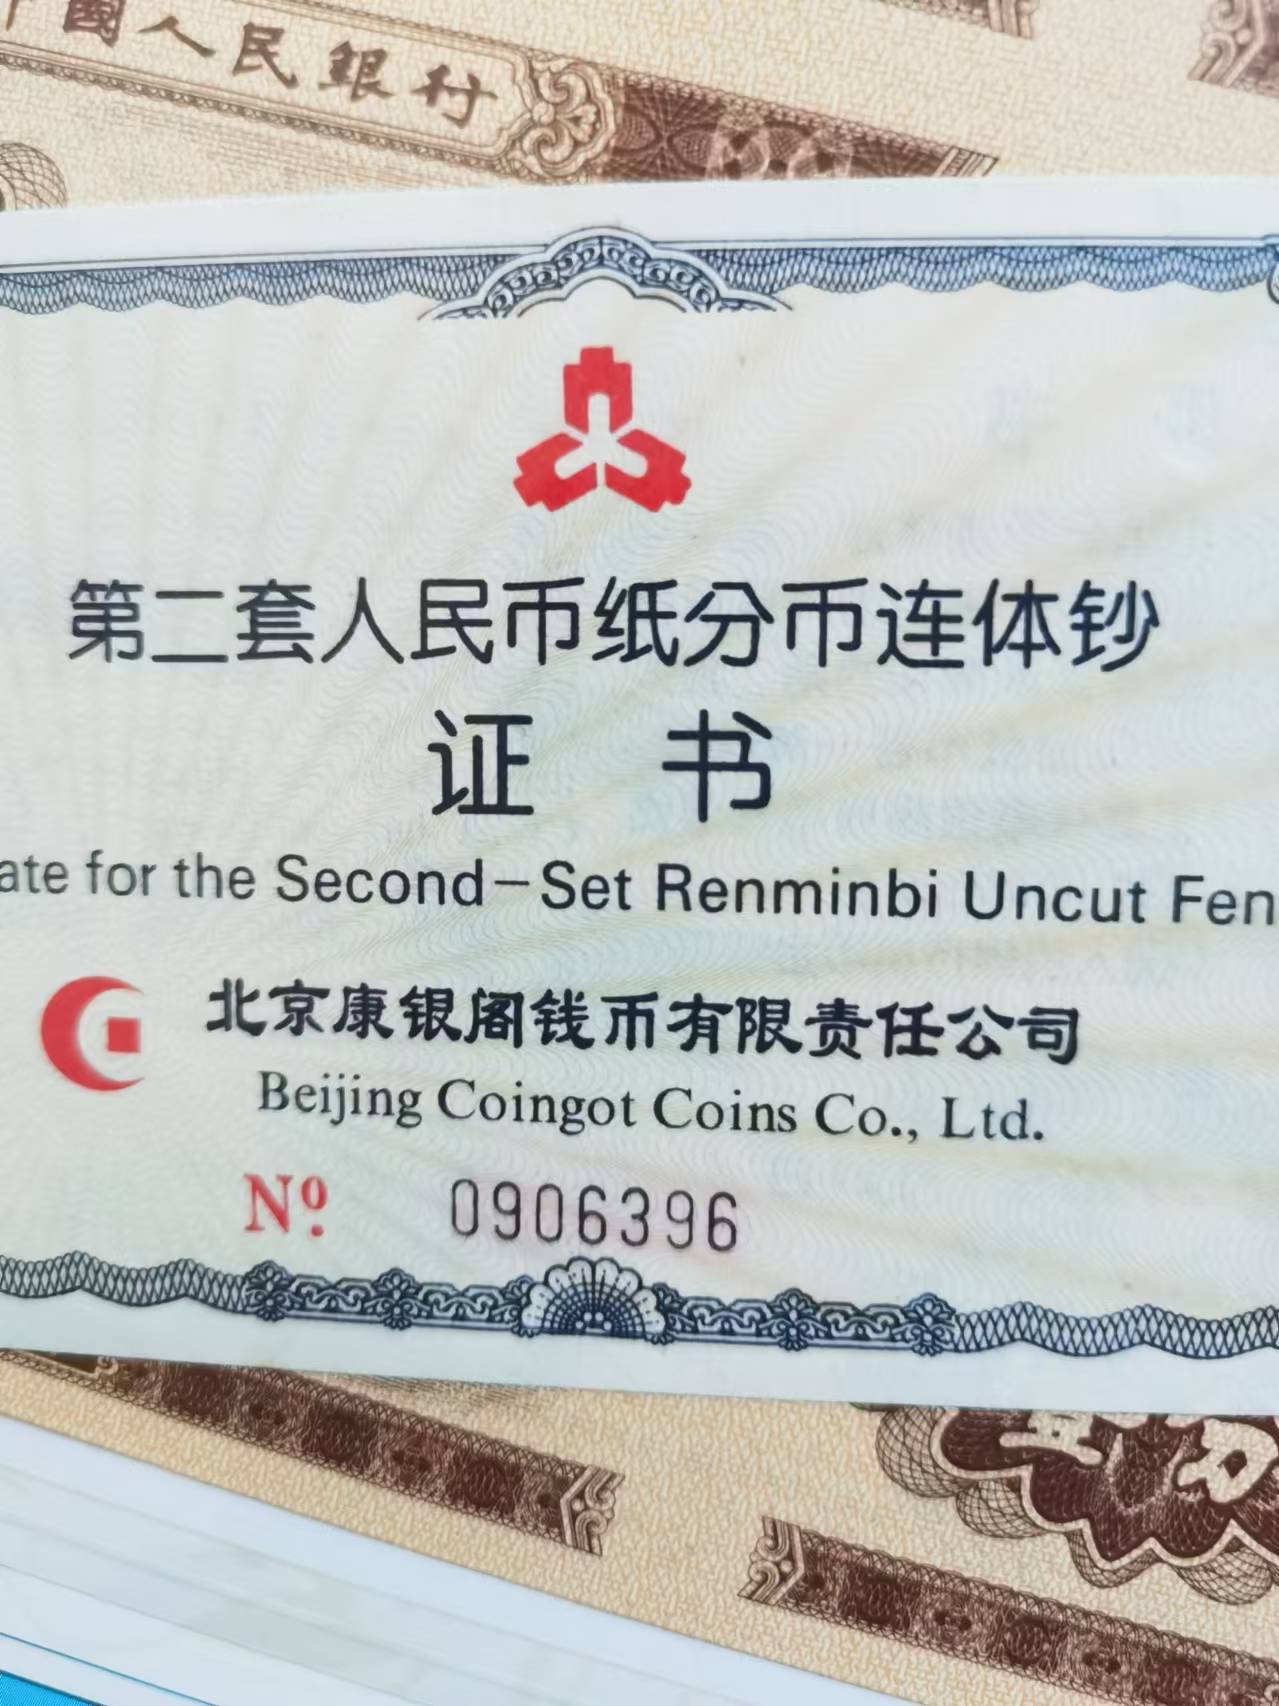 國人民銀行
第二套人民币纸分币连体钞
证 书
ate for the Second-Set Renminbi Uncut Fen
北京康银阁钱币有限责任公司
Beijing Coingot Coins Co., Ltd.
Nº 0906396
壹分